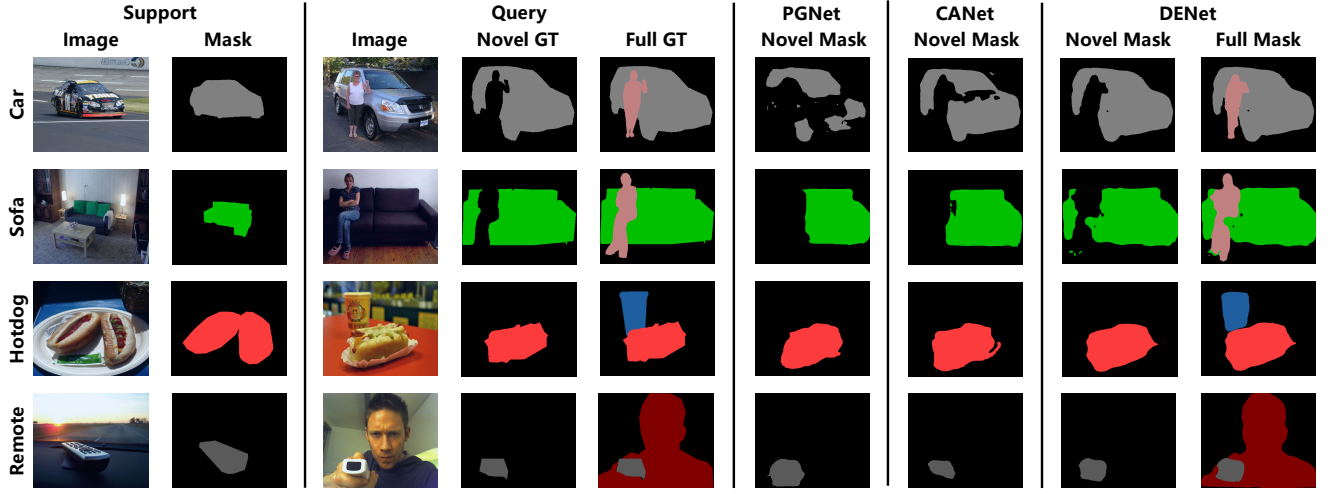 Support Query PGNet CANet DENet
Image Mask Image Novel GT Full GT Novel Mask Novel Mask Novel Mask Full Mask
Car
Sofa
Hotdog
Remote